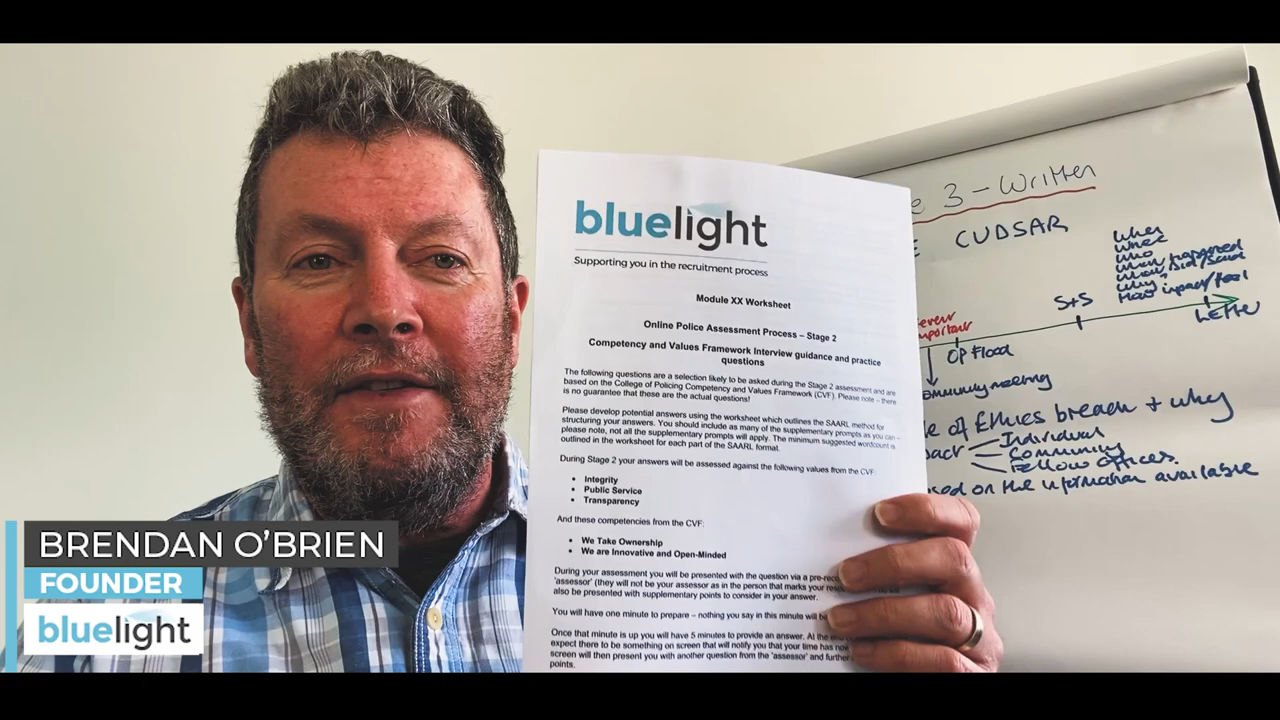 BRENDAN O'BRIEN
FOUNDER
bluelight
bluelight
Supporting you in the recruitment process
Module XX Worksheet
Online Police Assessment Process – Stage 2
Competency and Values Framework Interview guidance and practice
questions
The following questions are a selection likely to be asked during the Stage 2 assessment and are
based on the College of Policing Competency and Values Framework (CVF). Please note – there
is no guarantee that these are the actual questions!
Please develop potential answers using the worksheet which outlines the SAARL method for
structuring your answers. You should include as many of the supplementary prompts as you can –
please note, not all the supplementary prompts will apply. The minimum suggested wordcount is
outlined in the worksheet for each part of the SAARL format.
During Stage 2 your answers will be assessed against the following values from the CVF:
• Integrity
• Public Service
• Transparency
And these competencies from the CVF:
• We Take Ownership
• We are Innovative and Open-Minded
During your assessment you will be presented with the question via a pre-
'assessor' (they will not be your assessor as in the person that marks your
also be presented with supplementary points to consider in your answer.
You will have one minute to prepare – nothing you say in this minute will
Once that minute is up you will have 5 minutes to provide an answer. At the
expect there to be something on screen that will notify you that your time has
screen will then present you with another question from the 'assessor' and further
points.
e 3 - Written
E CUDSAR
When
Where
Who
What happened
What Did/Said
Why?
How impact/feel
S+S
LETTER
OP Flood
ommunity meeting
le of Ethics breach + why
pact Individual
Community
Fellow officers
ased on the information available